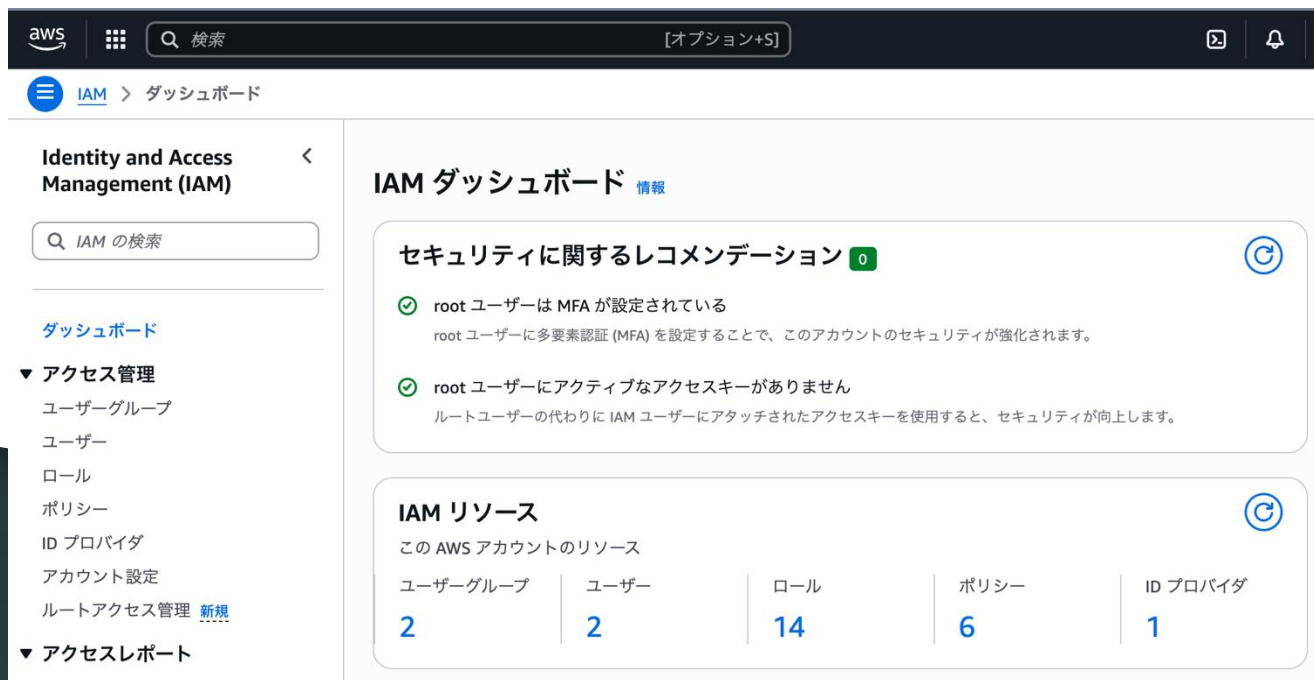 aws
検索
[オプション+S]
IAM > ダッシュボード
Identity and Access
Management (IAM)
IAM の検索
ダッシュボード
▼ アクセス管理
ユーザーグループ
ユーザー
ロール
ポリシー
ID プロバイダ
アカウント設定
ルートアクセス管理 新規
▼ アクセスレポート
IAM ダッシュボード 情報
セキュリティに関するレコメンデーション 0
root ユーザーは MFA が設定されている
root ユーザーに多要素認証 (MFA) を設定することで、このアカウントのセキュリティが強化されます。
root ユーザーにアクティブなアクセスキーがありません
ルートユーザーの代わりに IAM ユーザーにアタッチされたアクセスキーを使用すると、セキュリティが向上します。
IAM リソース
この AWS アカウントのリソース
ユーザーグループ
2
ユーザー
2
ロール
14
ポリシー
6
ID プロバイダ
1